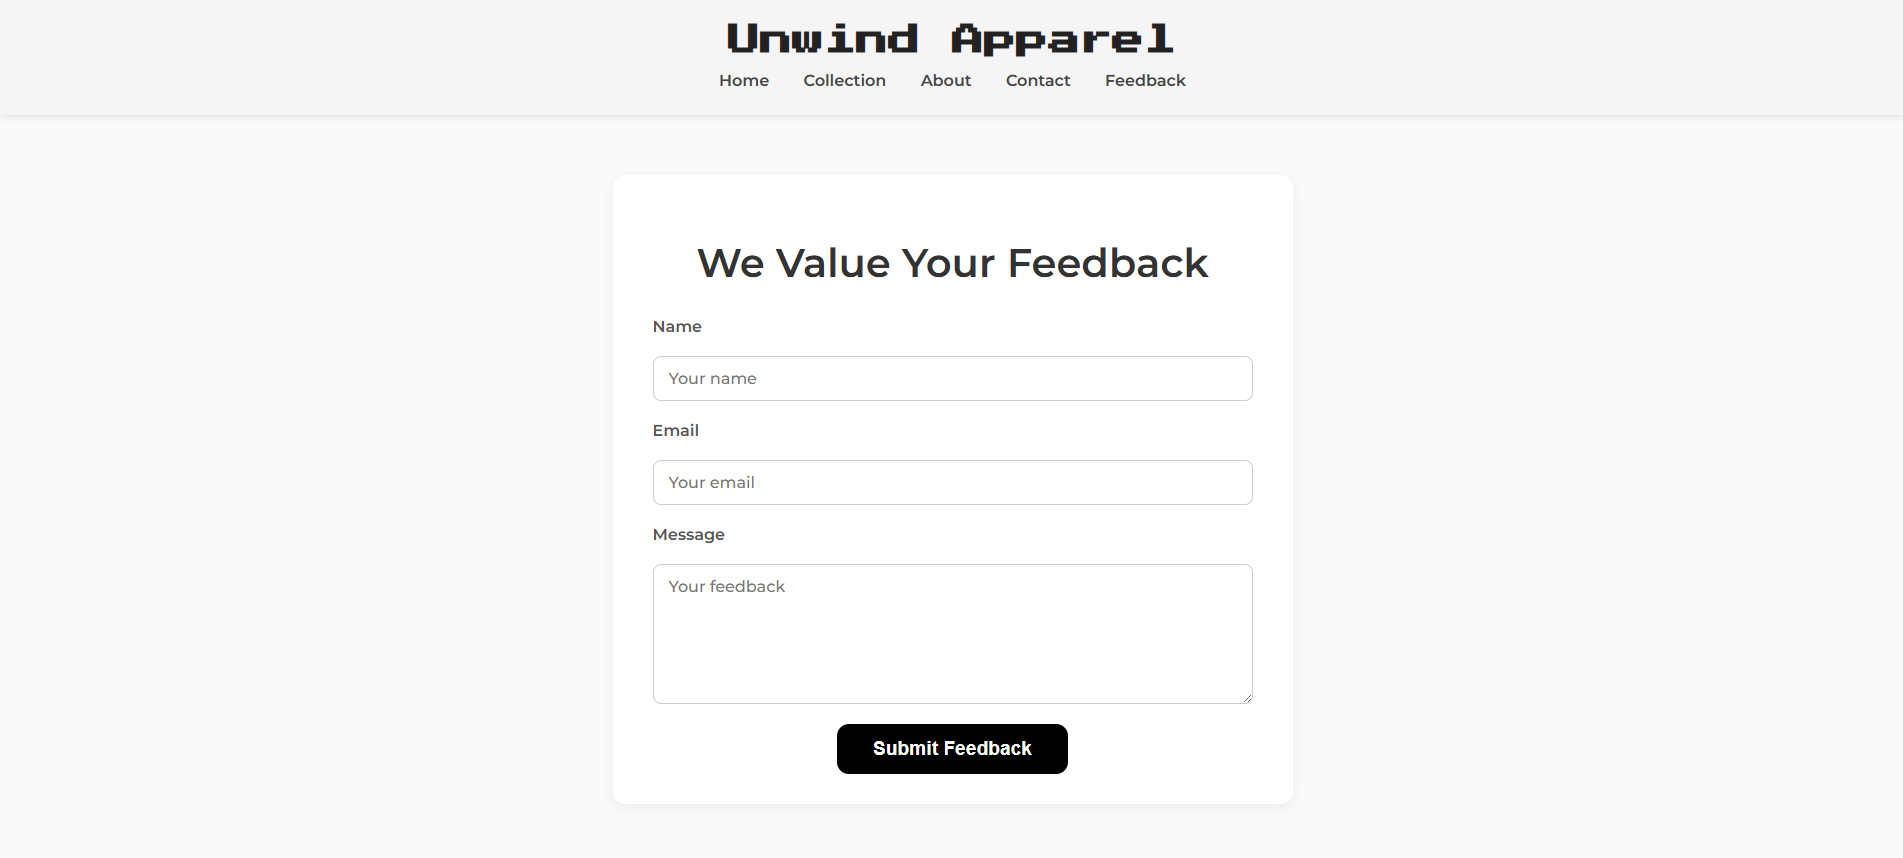 Unwind Apparel
Home Collection About Contact Feedback
We Value Your Feedback
Name
Your name
Email
Your email
Message
Your feedback
Submit Feedback